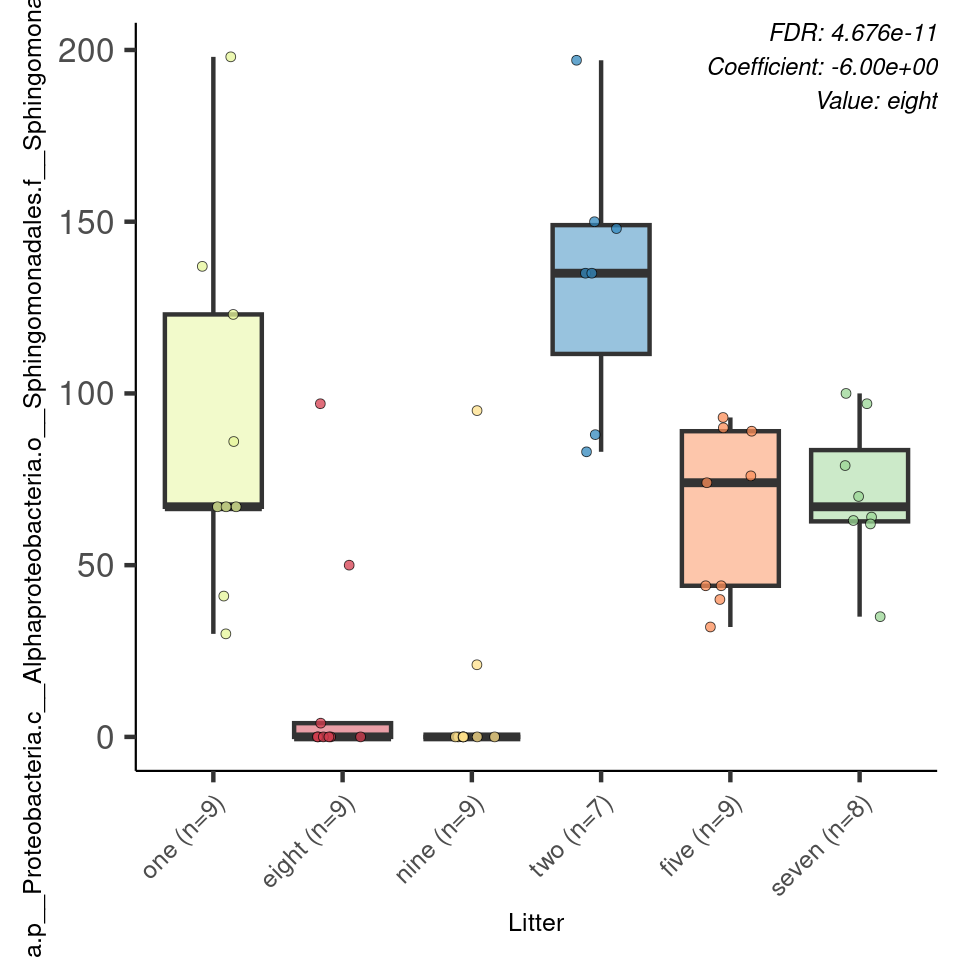 FDR: 4.676e-11
Coefficient: -6.00e+00
Value: eight
200
150
100
50
0
a.p__Proteobacteria.c__Alphaproteobacteria.o__Sphingomonadales.f__Sphingomona
one (n=9)
eight (n=9)
nine (n=9)
two (n=7)
five (n=9)
seven (n=8)
Litter